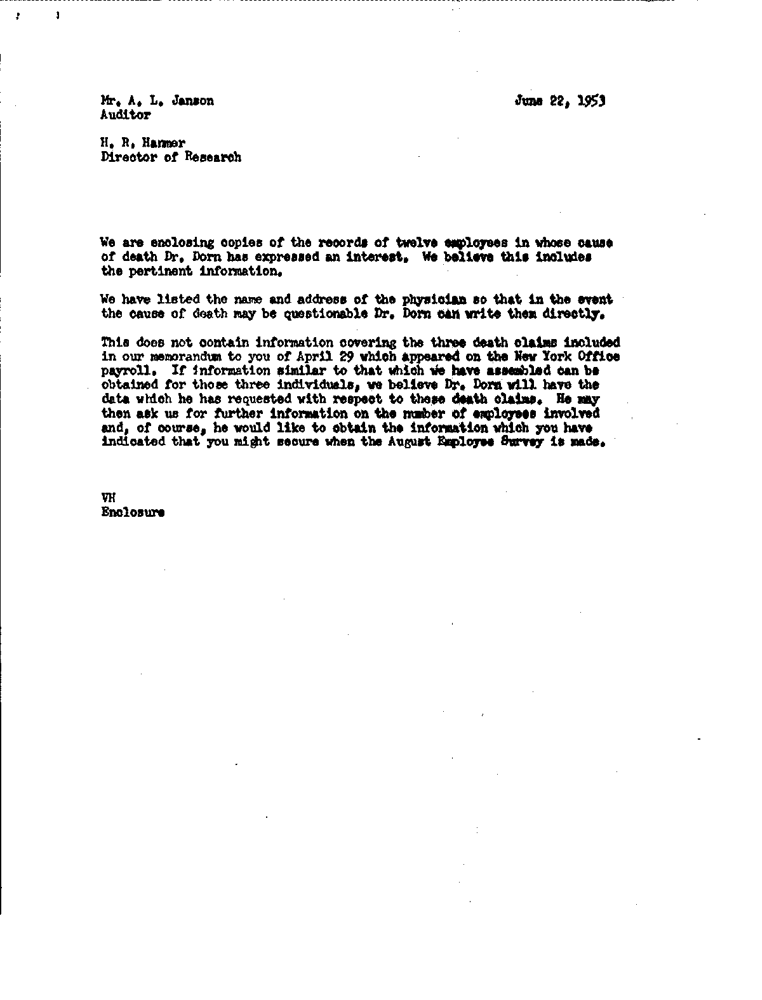 Mr. A. L. Janson June 22, 1953
Auditor
H. R. Hanmer
Director of Research
We are enclosing copies of the records of twelve employees in whose cause
of death Dr. Dorn has expressed an interest. We believe this includes
the pertinent information.
We have listed the name and address of the physician so that in the event
the cause of death may be questionable Dr. Dorn can write them directly.
This does not contain information covering the three death claims included
in our memorandum to you of April 29 which appeared on the New York Office
payroll. If information similar to that which we have assembled can be
obtained for those three individuals, we believe Dr. Dorn will have the
data which he has requested with respect to these death claims. He may
then ask us for further information on the number of employees involved
and, of course, he would like to obtain the information which you have
indicated that you might secure when the August Employee Survey is made.
VH
Enclosure